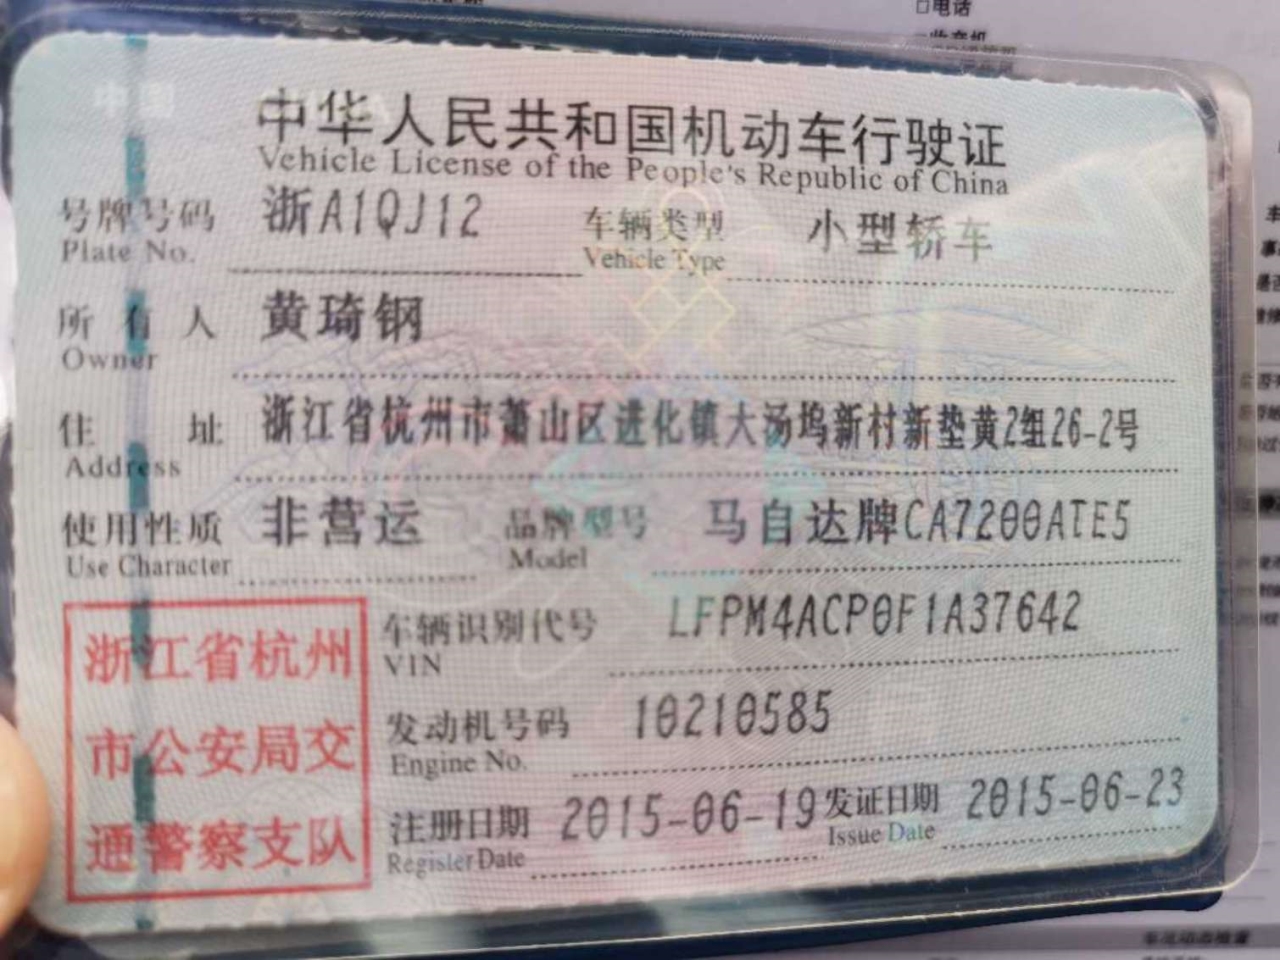 电话
中华人民共和国机动车行驶证
Vehicle License of the People's Republic of China
号牌号码 浙A1QJ12 车辆类型 小型轿车
Plate No. Vehicle Type
所有人 黄琦钢
Owner
住址 浙江省杭州市萧山区进化镇大汤坞新村新垫黄2组26-2号
Address
使用性质 非营运 品牌型号 马自达牌CA7200ATE5
Use Character Model
浙江省杭州
市公安局交
通警察支队
车辆识别代号 LFPM4ACP0F1A37642
VIN
发动机号码 10210585
Engine No.
注册日期 2015-06-19 发证日期 2015-06-23
Register Date Issue Date